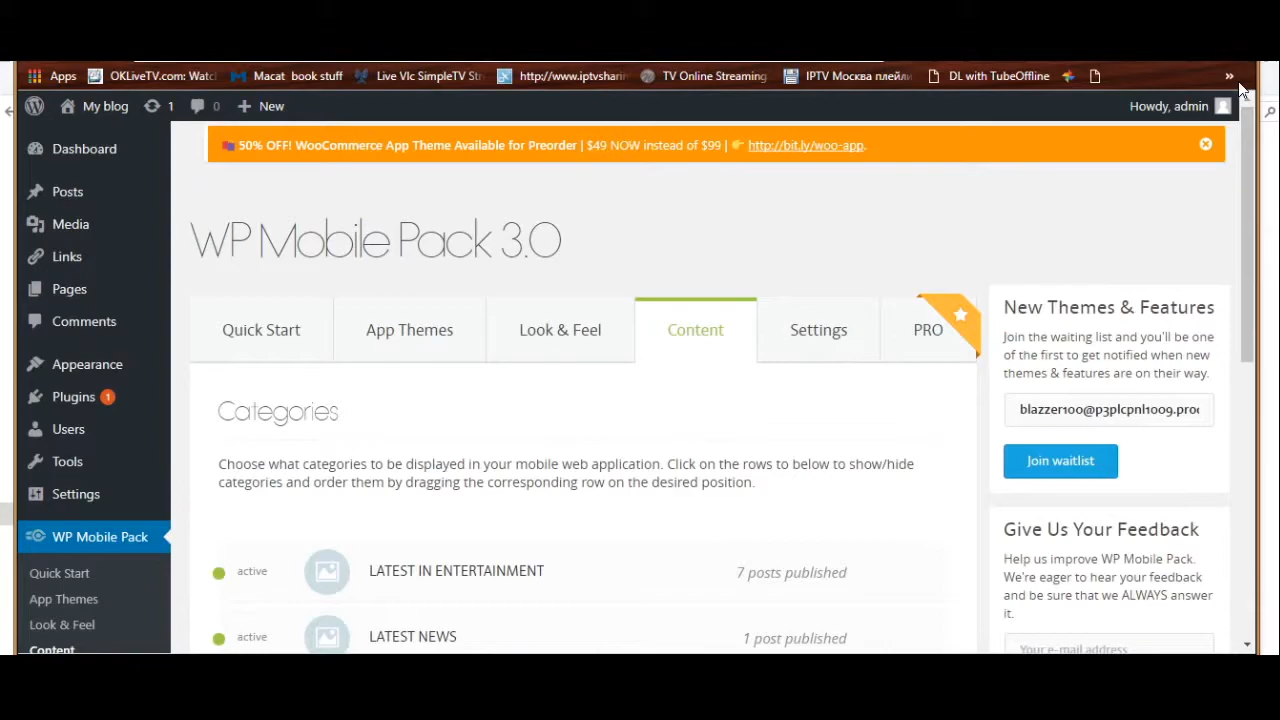 Apps OKLiveTV.com: Watc Macat book stuff Live Vlc SimpleTV Str http://www.iptvsharin TV Online Streaming IPTV Москва плейли DL with TubeOffline »
My blog 1 0 + New Howdy, admin
50% OFF! WooCommerce App Theme Available for Preorder | $49 NOW instead of $99 | http://bit.ly/woo-app.
Dashboard
Posts
Media
Links
Pages
Comments
Appearance
Plugins 1
Users
Tools
Settings
WP Mobile Pack
Quick Start
App Themes
Look & Feel
Content
WP Mobile Pack 3.0
Quick Start App Themes Look & Feel Content Settings PRO
Categories
Choose what categories to be displayed in your mobile web application. Click on the rows to below to show/hide
categories and order them by dragging the corresponding row on the desired position.
active LATEST IN ENTERTAINMENT 7 posts published
active LATEST NEWS 1 post published
New Themes & Features
Join the waiting list and you'll be one
of the first to get notified when new
themes & features are on their way.
blazzer100@p3plcpnl1009.prod
Join waitlist
Give Us Your Feedback
Help us improve WP Mobile Pack.
We're eager to hear your feedback
and be sure that we ALWAYS answer
it.
Your e-mail address